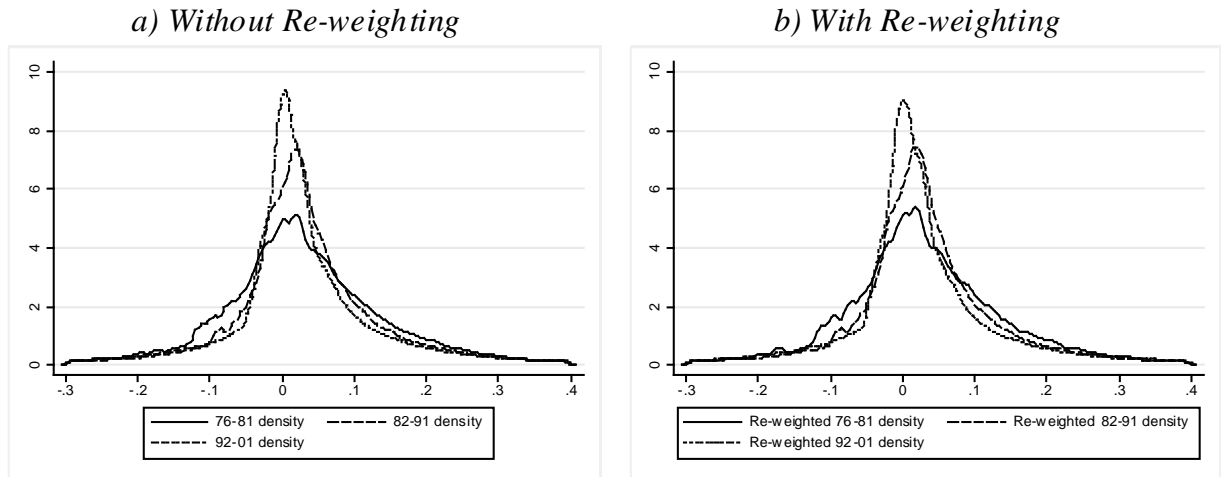 a) Without Re-weighting
10
8
6
4
2
0
-.3 -.2 -.1 0 .1 .2 .3 .4
76-81 density 82-91 density
92-01 density
b) With Re-weighting
10
8
6
4
2
0
-.3 -.2 -.1 0 .1 .2 .3 .4
Re-weighted 76-81 density Re-weighted 82-91 density
Re-weighted 92-01 density